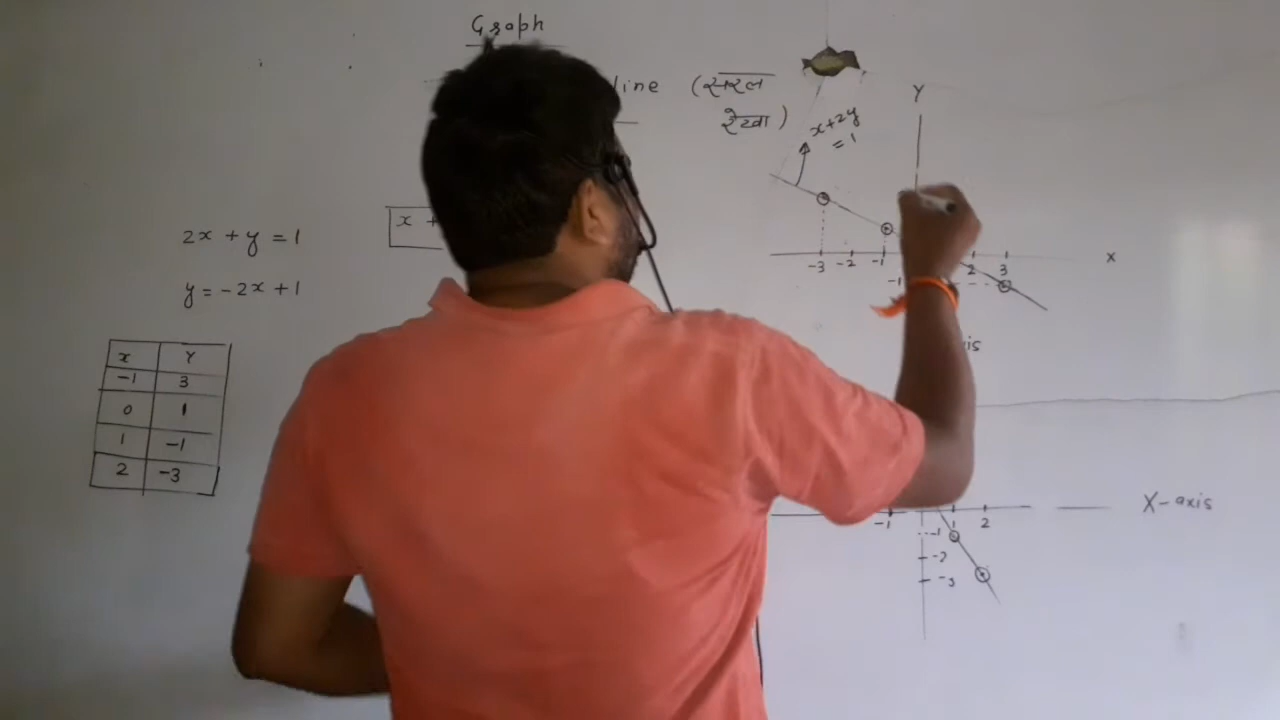 Graph
line (सरल
रेखा)
2x + y = 1
y = -2x + 1
x Y
-1 3
0 1
1 -1
2 -3
x +
Y
x+2y
= 1
-3 -2 -1 2 3 x
-1
is
-1 1 2 X-axis
-1
-2
-3